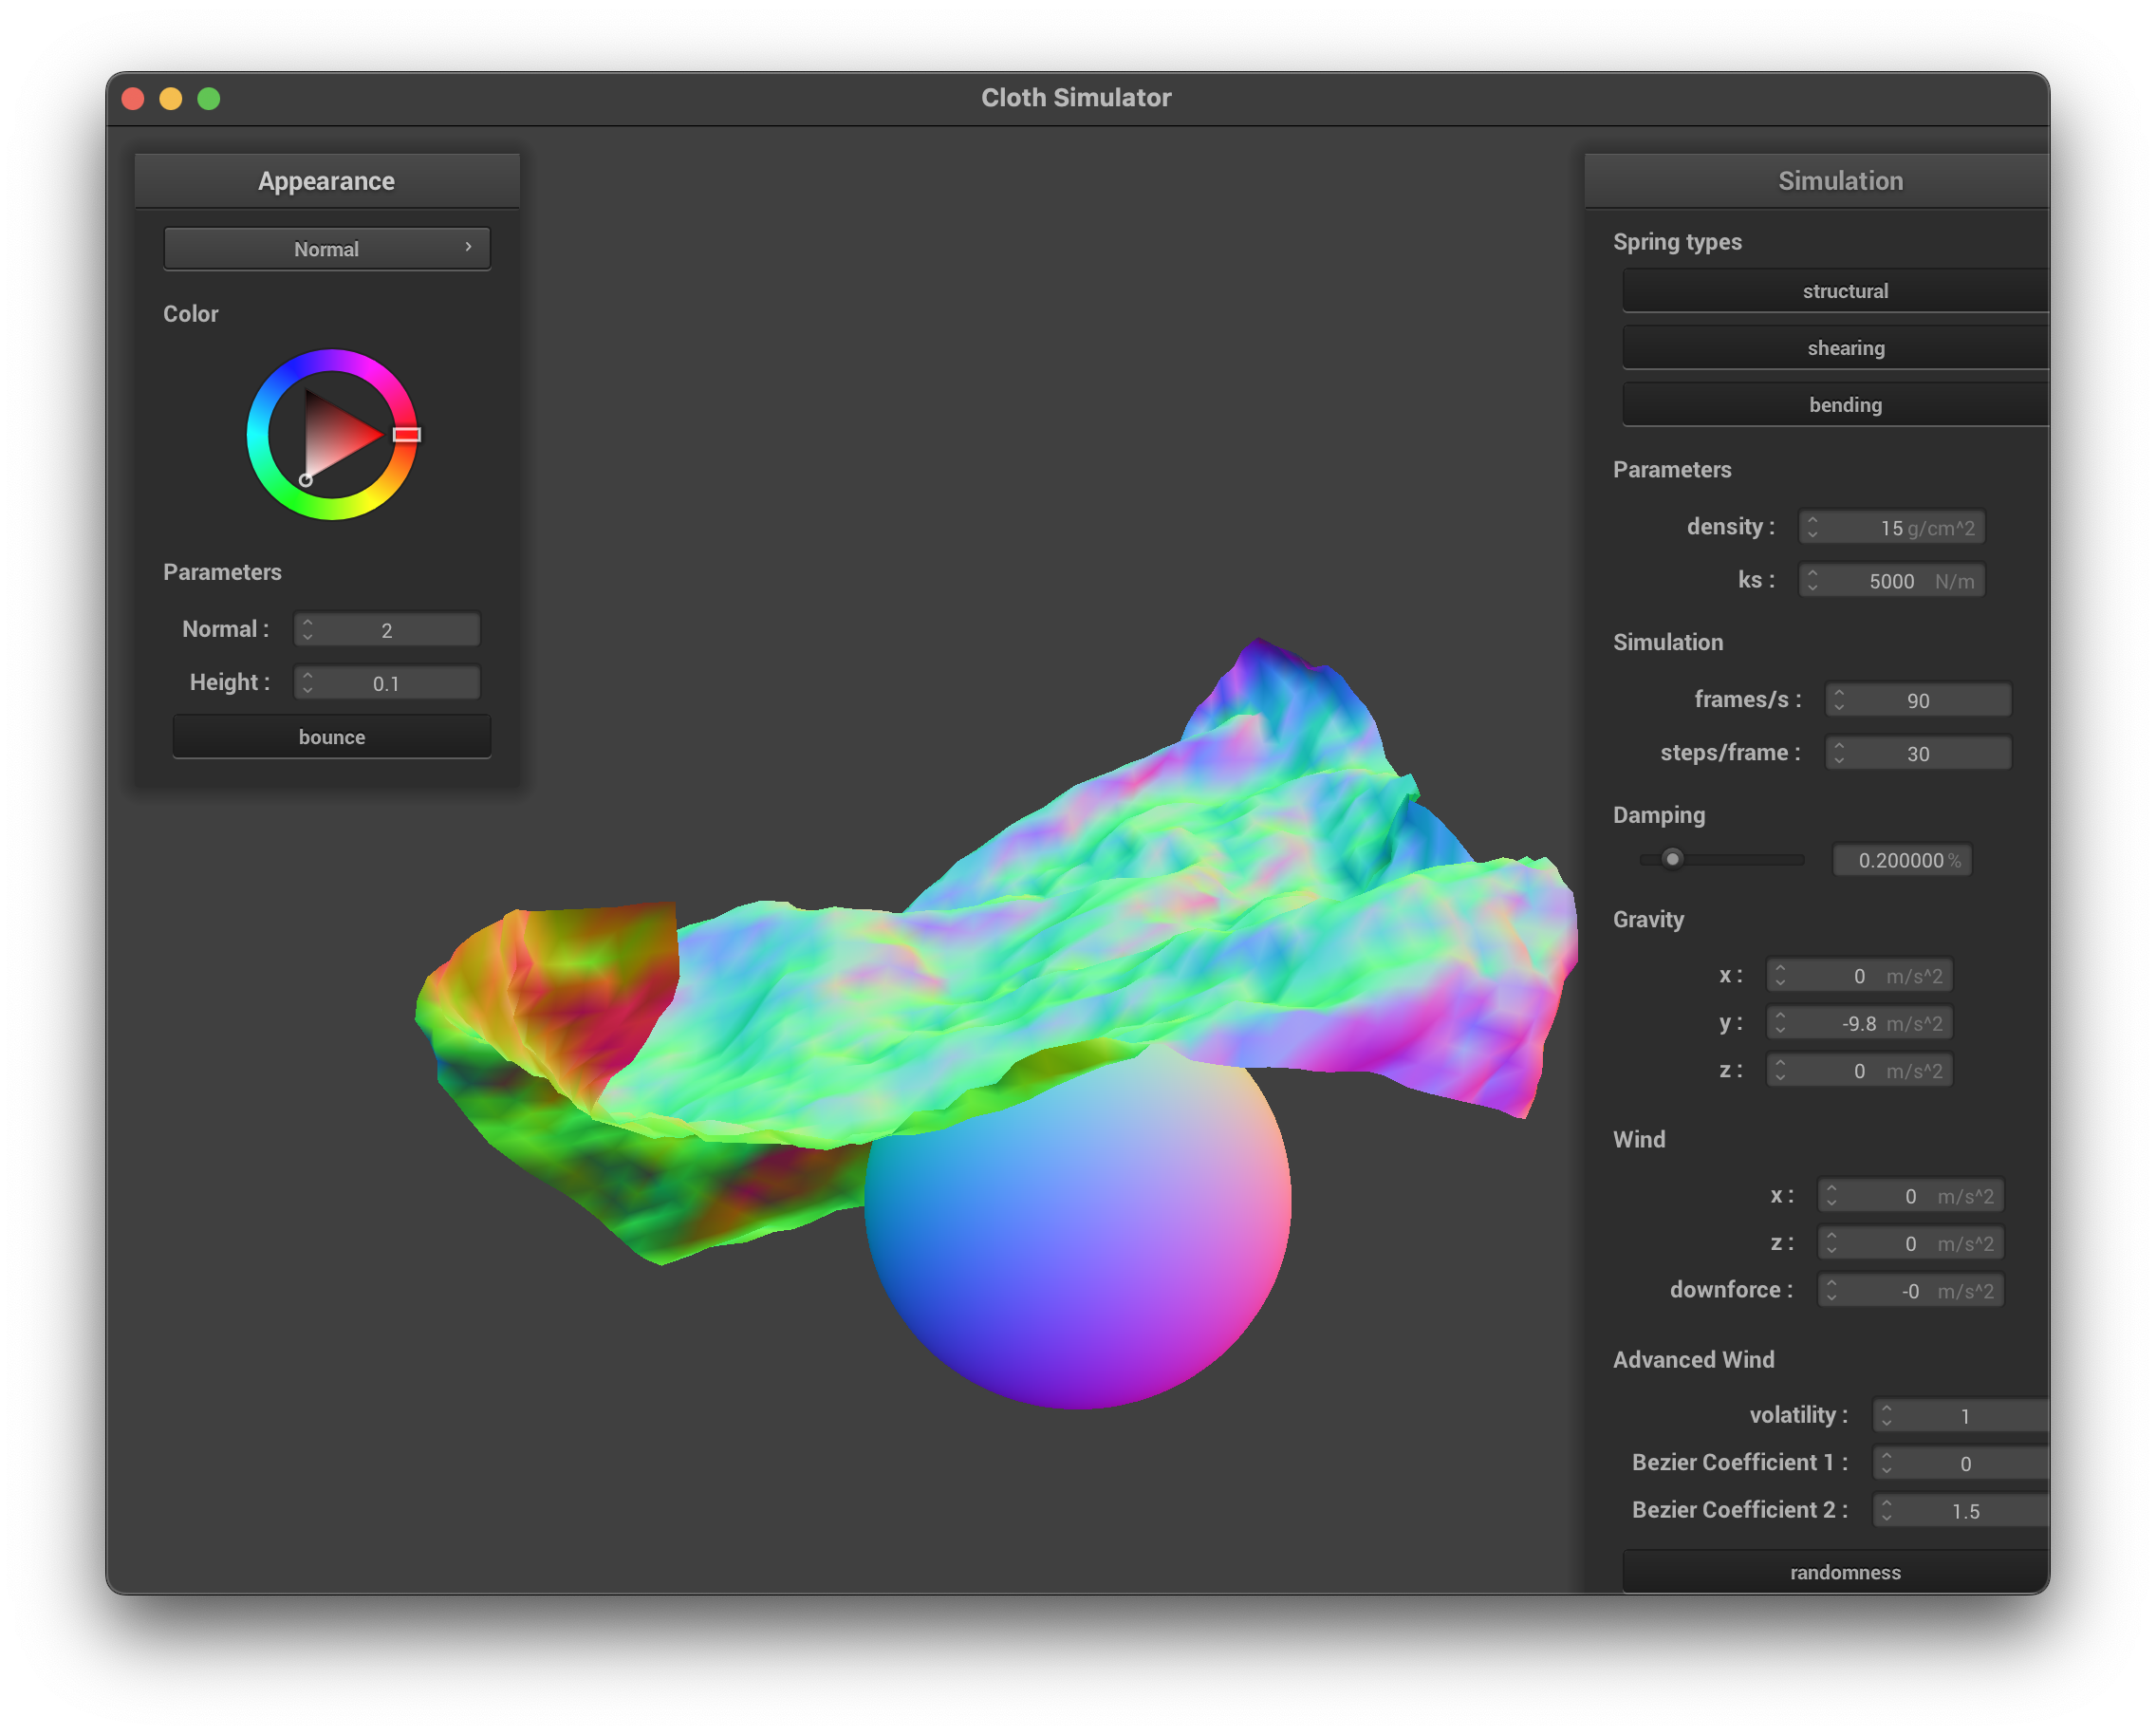 Cloth Simulator
Appearance
Normal
Color
Parameters
Normal : 2
Height : 0.1
bounce
Simulation
Spring types
structural
shearing
bending
Parameters
density : 15 g/cm^2
ks : 5000 N/m
Simulation
frames/s : 90
steps/frame : 30
Damping
0.200000 %
Gravity
x : 0 m/s^2
y : -9.8 m/s^2
z : 0 m/s^2
Wind
x : 0 m/s^2
z : 0 m/s^2
downforce : -0 m/s^2
Advanced Wind
volatility : 1
Bezier Coefficient 1 : 0
Bezier Coefficient 2 : 1.5
randomness